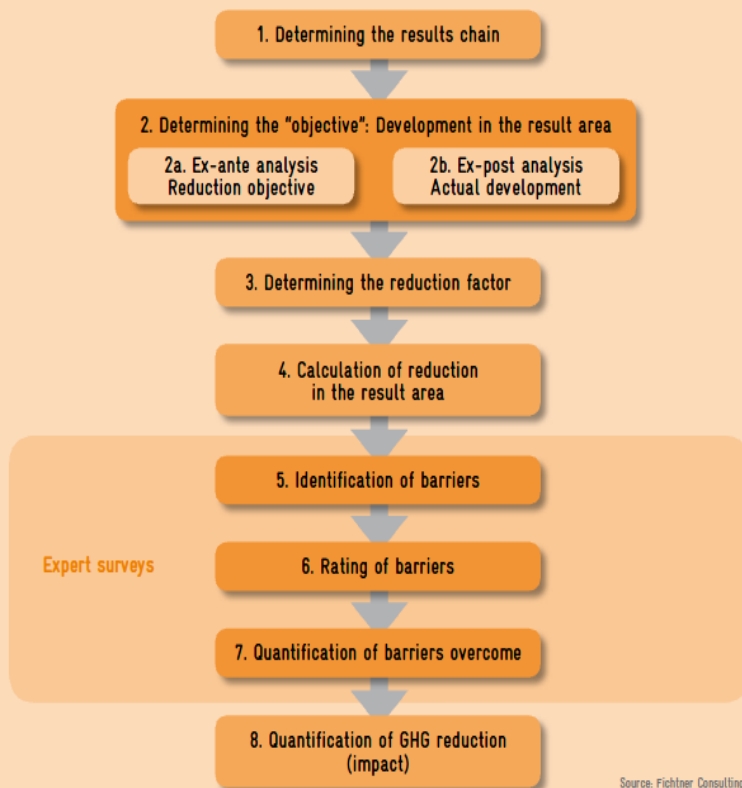 1. Determining the results chain
2. Determining the "objective": Development in the result area
2a. Ex-ante analysis
Reduction objective
2b. Ex-post analysis
Actual development
3. Determining the reduction factor
4. Calculation of reduction
in the result area
5. Identification of barriers
Expert surveys
6. Rating of barriers
7. Quantification of barriers overcome
8. Quantification of GHG reduction
(impact)
Source: Fichtner Consulting